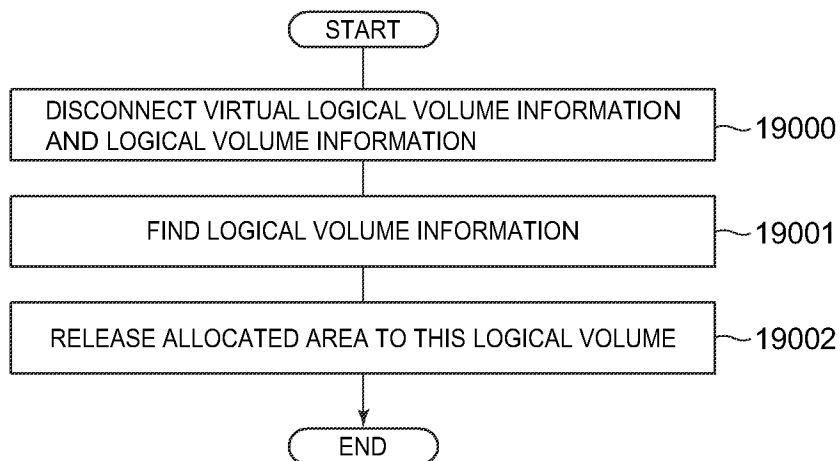 START
DISCONNECT VIRTUAL LOGICAL VOLUME INFORMATION
AND LOGICAL VOLUME INFORMATION
19000
FIND LOGICAL VOLUME INFORMATION
19001
RELEASE ALLOCATED AREA TO THIS LOGICAL VOLUME
19002
END